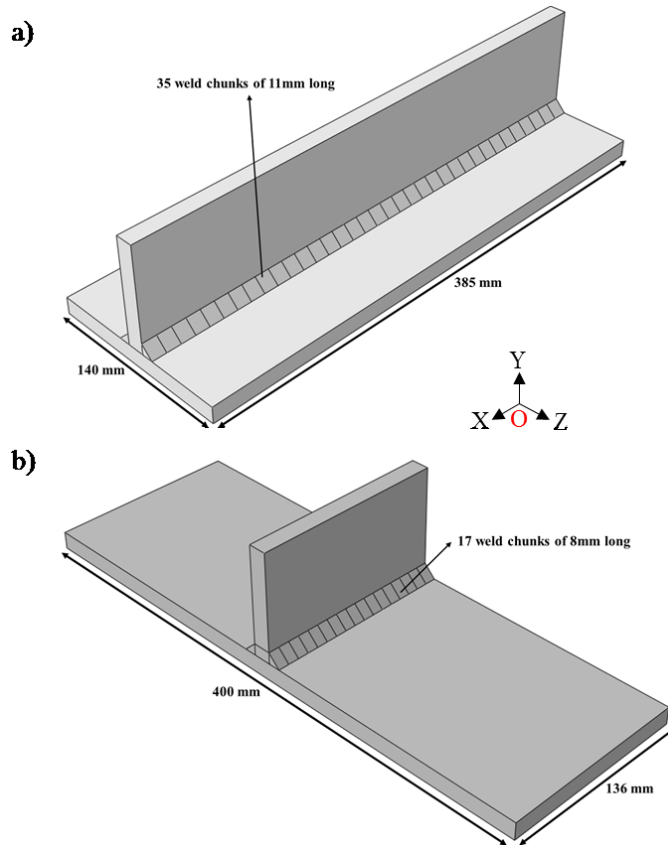 a)
35 weld chunks of 11mm long
385 mm
140 mm
Y
X O Z
b)
17 weld chunks of 8mm long
400 mm
136 mm